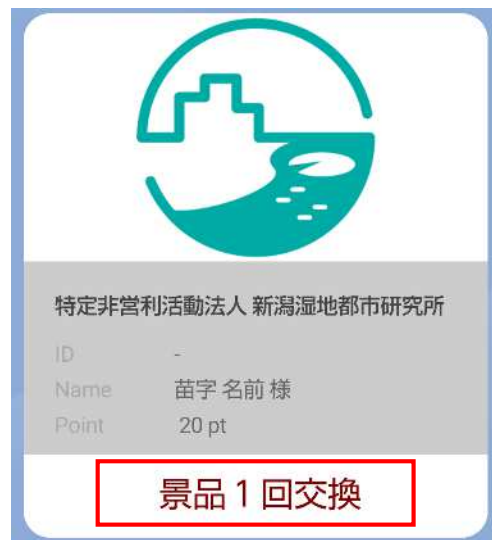 特定非営利活動法人 新潟湿地都市研究所
ID -
Name 苗字 名前 様
Point 20 pt
景品1回交換